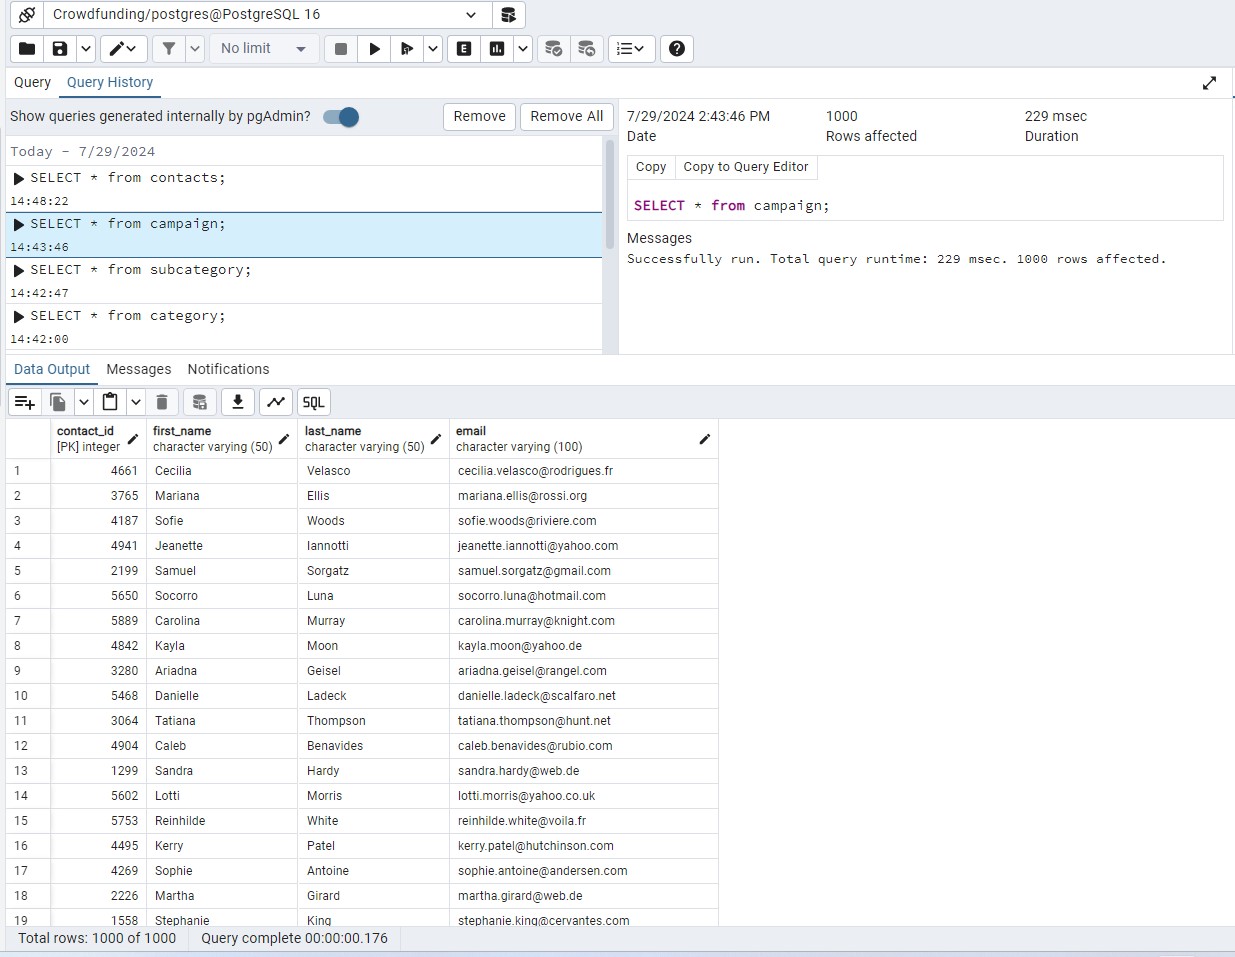 Crowdfunding/postgres@PostgreSQL 16
No limit
E
Query Query History
Show queries generated internally by pgAdmin? Remove Remove All
Today - 7/29/2024
SELECT * from contacts;
14:48:22
SELECT * from campaign;
14:43:46
SELECT * from subcategory;
14:42:47
SELECT * from category;
14:42:00
7/29/2024 2:43:46 PM 1000 229 msec
Date Rows affected Duration
Copy Copy to Query Editor
SELECT * from campaign;
Messages
Successfully run. Total query runtime: 229 msec. 1000 rows affected.
Data Output Messages Notifications
SQL
contact_id first_name last_name email
[PK] integer character varying (50) character varying (50) character varying (100)
1 4661 Cecilia Velasco cecilia.velasco@rodrigues.fr
2 3765 Mariana Ellis mariana.ellis@rossi.org
3 4187 Sofie Woods sofie.woods@riviere.com
4 4941 Jeanette Iannotti jeanette.iannotti@yahoo.com
5 2199 Samuel Sorgatz samuel.sorgatz@gmail.com
6 5650 Socorro Luna socorro.luna@hotmail.com
7 5889 Carolina Murray carolina.murray@knight.com
8 4842 Kayla Moon kayla.moon@yahoo.de
9 3280 Ariadna Geisel ariadna.geisel@rangel.com
10 5468 Danielle Ladeck danielle.ladeck@scalfaro.net
11 3064 Tatiana Thompson tatiana.thompson@hunt.net
12 4904 Caleb Benavides caleb.benavides@rubio.com
13 1299 Sandra Hardy sandra.hardy@web.de
14 5602 Lotti Morris lotti.morris@yahoo.co.uk
15 5753 Reinhilde White reinhilde.white@voila.fr
16 4495 Kerry Patel kerry.patel@hutchinson.com
17 4269 Sophie Antoine sophie.antoine@andersen.com
18 2226 Martha Girard martha.girard@web.de
19 1558 Stephanie King stephanie.king@cervantes.com
Total rows: 1000 of 1000 Query complete 00:00:00.176